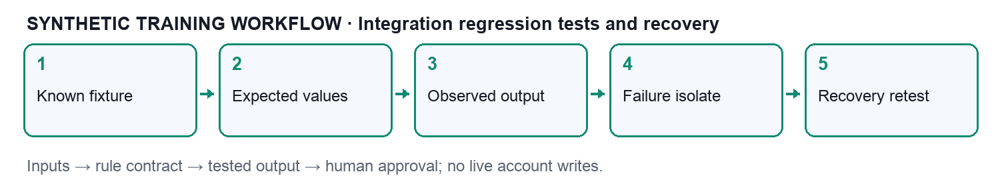 SYNTHETIC TRAINING WORKFLOW · Integration regression tests and recovery
1
Known fixture
2
Expected values
3
Observed output
4
Failure isolate
5
Recovery retest
Inputs → rule contract → tested output → human approval; no live account writes.